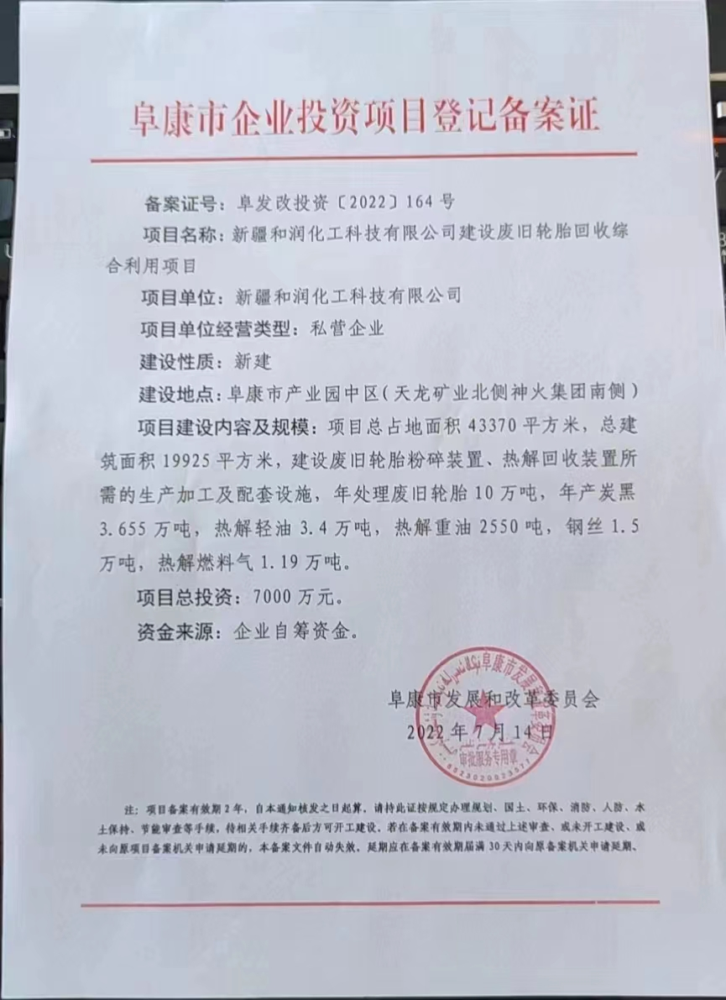 阜康市企业投资项目登记备案证
备案证号：阜发改投资〔2022〕164 号
项目名称：新疆和润化工科技有限公司建设废旧轮胎回收综
合利用项目
项目单位：新疆和润化工科技有限公司
项目单位经营类型：私营企业
建设性质：新建
建设地点：阜康市产业园中区（天龙矿业北侧神火集团南侧）
项目建设内容及规模：项目总占地面积 43370 平方米，总建
筑面积 19925 平方米，建设废旧轮胎粉碎装置、热解回收装置所
需的生产加工及配套设施，年处理废旧轮胎 10 万吨，年产炭黑
3.655 万吨，热解轻油 3.4 万吨，热解重油 2550 吨，钢丝 1.5
万吨，热解燃料气 1.19 万吨。
项目总投资：7000 万元。
资金来源：企业自筹资金。
阜康市发展和改革委员会
2022 年 7 月 14 日
阜康市发展和改革委员会
审批服务专用章
6523020023577
注：项目备案有效期 2 年，自本通知核发之日起算。请持此证按规定办理规划、国土、环保、消防、人防、水
土保持、节能审查等手续，待相关手续齐备后方可开工建设。若在备案有效期内未通过上述审查、或未开工建设、或
未向原项目备案机关申请延期的，本备案文件自动失效。延期应在备案有效期届满 30 天内向原备案机关申请延期。